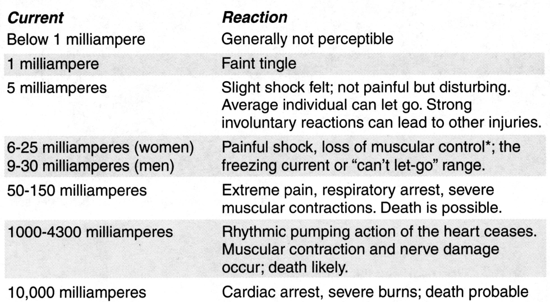 Current Reaction
Below 1 milliampere Generally not perceptible
1 milliampere Faint tingle
5 milliamperes Slight shock felt; not painful but disturbing.
Average individual can let go. Strong
involuntary reactions can lead to other injuries.
6-25 milliamperes (women) Painful shock, loss of muscular control*; the
9-30 milliamperes (men) freezing current or “can’t let-go” range.
50-150 milliamperes Extreme pain, respiratory arrest, severe
muscular contractions. Death is possible.
1000-4300 milliamperes Rhythmic pumping action of the heart ceases.
Muscular contraction and nerve damage
occur; death likely.
10,000 milliamperes Cardiac arrest, severe burns; death probable